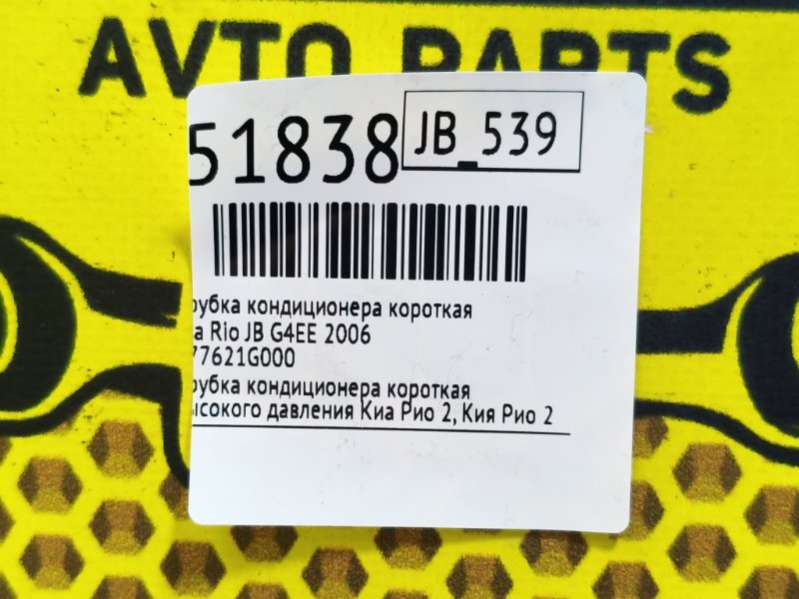 AVTO PARTS
51838
JB_539
рубка кондиционера короткая
a Rio JB G4EE 2006
77621G000
рубка кондиционера короткая
ысокого давления Киа Рио 2, Кия Рио 2